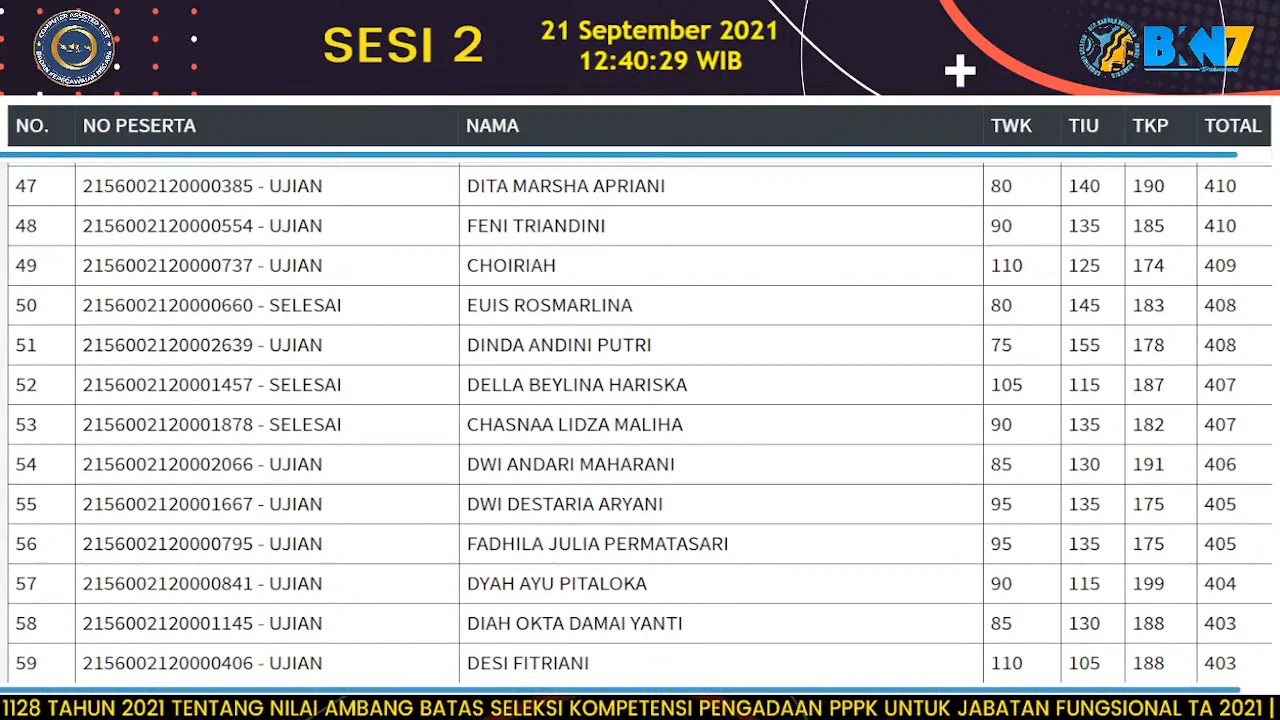 COMPUTER ASSISTED TEST
BADAN KEPEGAWAIAN NEGARA
SESI 2
21 September 2021
12:40:29 WIB
BKN7
NO. NO PESERTA NAMA TWK TIU TKP TOTAL
47 2156002120000385 - UJIAN DITA MARSHA APRIANI 80 140 190 410
48 2156002120000554 - UJIAN FENI TRIANDINI 90 135 185 410
49 2156002120000737 - UJIAN CHOIRIAH 110 125 174 409
50 2156002120000660 - SELESAI EUIS ROSMARLINA 80 145 183 408
51 2156002120002639 - UJIAN DINDA ANDINI PUTRI 75 155 178 408
52 2156002120001457 - SELESAI DELLA BEYLINA HARISKA 105 115 187 407
53 2156002120001878 - SELESAI CHASNAA LIDZA MALIHA 90 135 182 407
54 2156002120002066 - UJIAN DWI ANDARI MAHARANI 85 130 191 406
55 2156002120001667 - UJIAN DWI DESTARIA ARYANI 95 135 175 405
56 2156002120000795 - UJIAN FADHILA JULIA PERMATASARI 95 135 175 405
57 2156002120000841 - UJIAN DYAH AYU PITALOKA 90 115 199 404
58 2156002120001145 - UJIAN DIAH OKTA DAMAI YANTI 85 130 188 403
59 2156002120000406 - UJIAN DESI FITRIANI 110 105 188 403
1128 TAHUN 2021 TENTANG NILAI AMBANG BATAS SELEKSI KOMPETENSI PENGADAAN PPPK UNTUK JABATAN FUNGSIONAL TA 2021 |